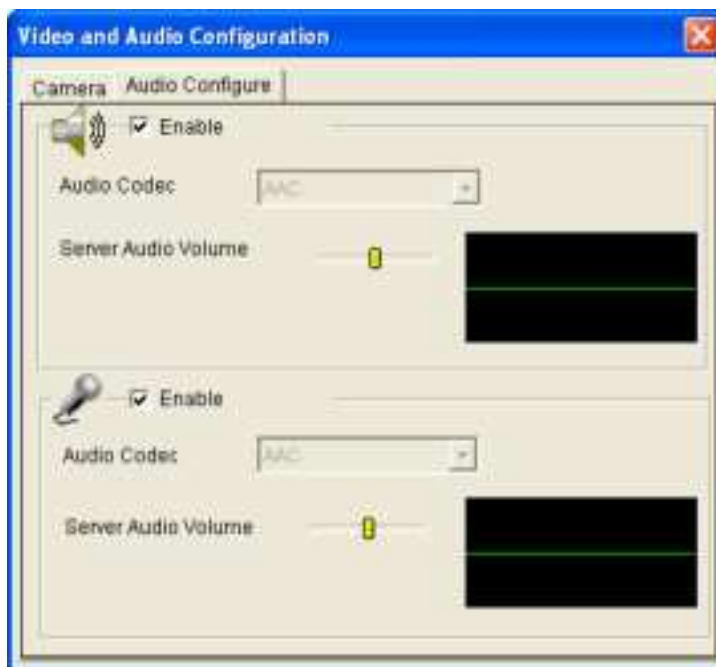 Video and Audio Configuration
Camera Audio Configure
Enable
Audio Codec AAC
Server Audio Volume
Enable
Audio Codec AAC
Server Audio Volume